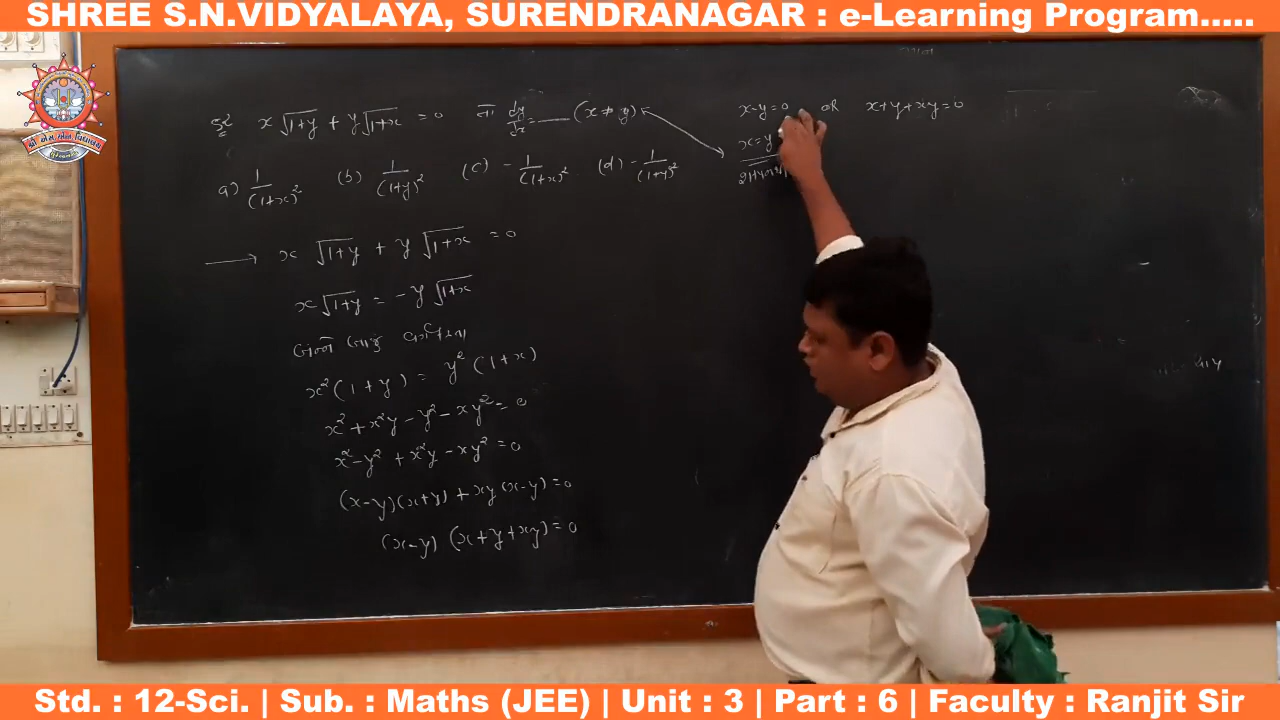 SHREE S.N.VIDYALAYA, SURENDRANAGAR : e-Learning Program.....
x √1+y + y √1+x = 0 તો dy/dx = ___ (x ≠ y)
a) 1/(1+x)² (b) 1/(1+y)² (c) - 1/(1+x)² (d) - 1/(1+y)²
→ x √1+y + y √1+x = 0
x √1+y = -y √1+x
x² (1+y) = y² (1+x)
x² + x²y - y² - xy² = 0
x² - y² + x²y - xy² = 0
(x-y)(x+y) + xy (x-y) = 0
(x-y) (x+y+xy) = 0
x-y=0 OR x+y+xy=0
x=y
Std. : 12-Sci. | Sub. : Maths (JEE) | Unit : 3 | Part : 6 | Faculty : Ranjit Sir